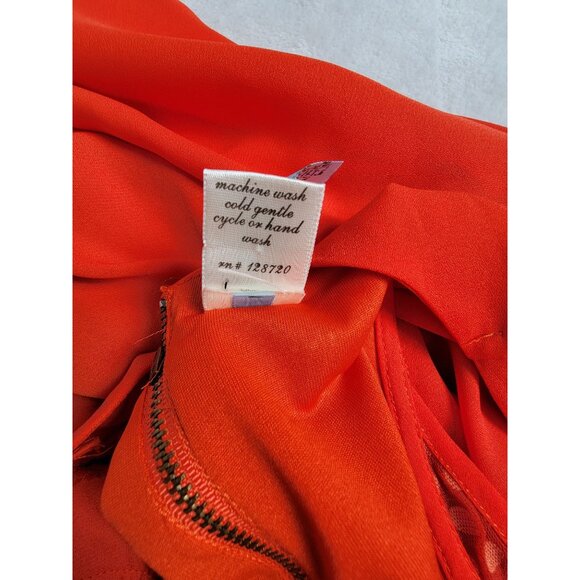 machine wash
cold gentle
cycle or hand
wash
rn# 128720